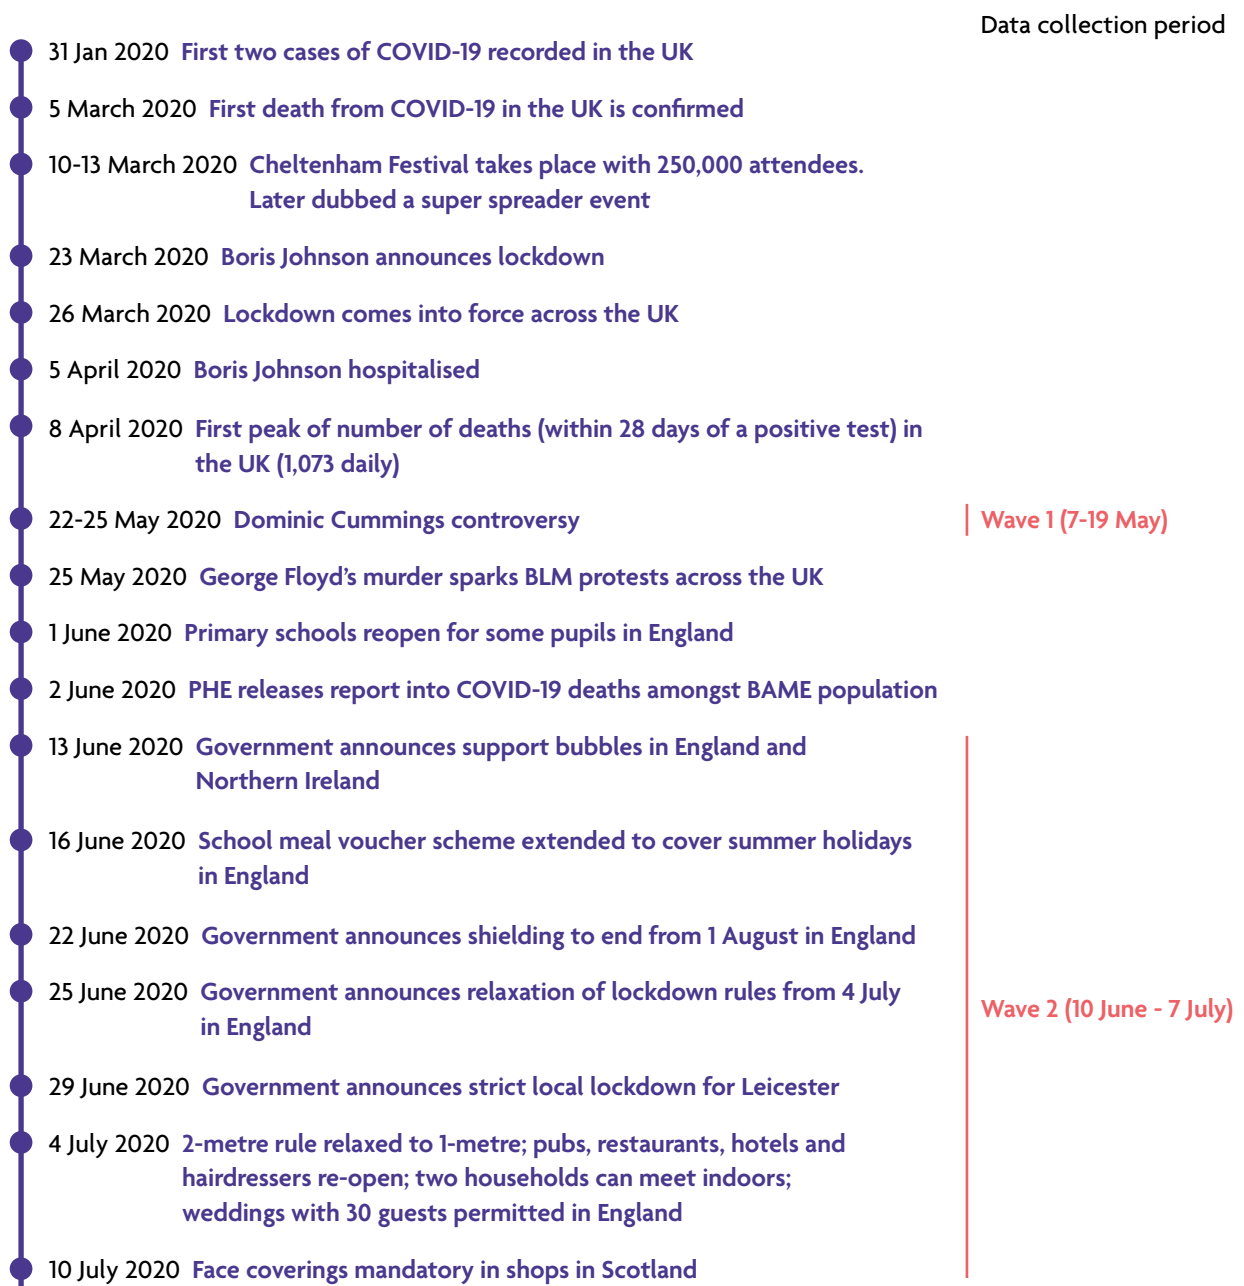 Data collection period
31 Jan 2020 First two cases of COVID-19 recorded in the UK
5 March 2020 First death from COVID-19 in the UK is confirmed
10-13 March 2020 Cheltenham Festival takes place with 250,000 attendees.
Later dubbed a super spreader event
23 March 2020 Boris Johnson announces lockdown
26 March 2020 Lockdown comes into force across the UK
5 April 2020 Boris Johnson hospitalised
8 April 2020 First peak of number of deaths (within 28 days of a positive test) in
the UK (1,073 daily)
22-25 May 2020 Dominic Cummings controversy
Wave 1 (7-19 May)
25 May 2020 George Floyd's murder sparks BLM protests across the UK
1 June 2020 Primary schools reopen for some pupils in England
2 June 2020 PHE releases report into COVID-19 deaths amongst BAME population
13 June 2020 Government announces support bubbles in England and
Northern Ireland
16 June 2020 School meal voucher scheme extended to cover summer holidays
in England
22 June 2020 Government announces shielding to end from 1 August in England
25 June 2020 Government announces relaxation of lockdown rules from 4 July
in England
Wave 2 (10 June - 7 July)
29 June 2020 Government announces strict local lockdown for Leicester
4 July 2020 2-metre rule relaxed to 1-metre; pubs, restaurants, hotels and
hairdressers re-open; two households can meet indoors;
weddings with 30 guests permitted in England
10 July 2020 Face coverings mandatory in shops in Scotland